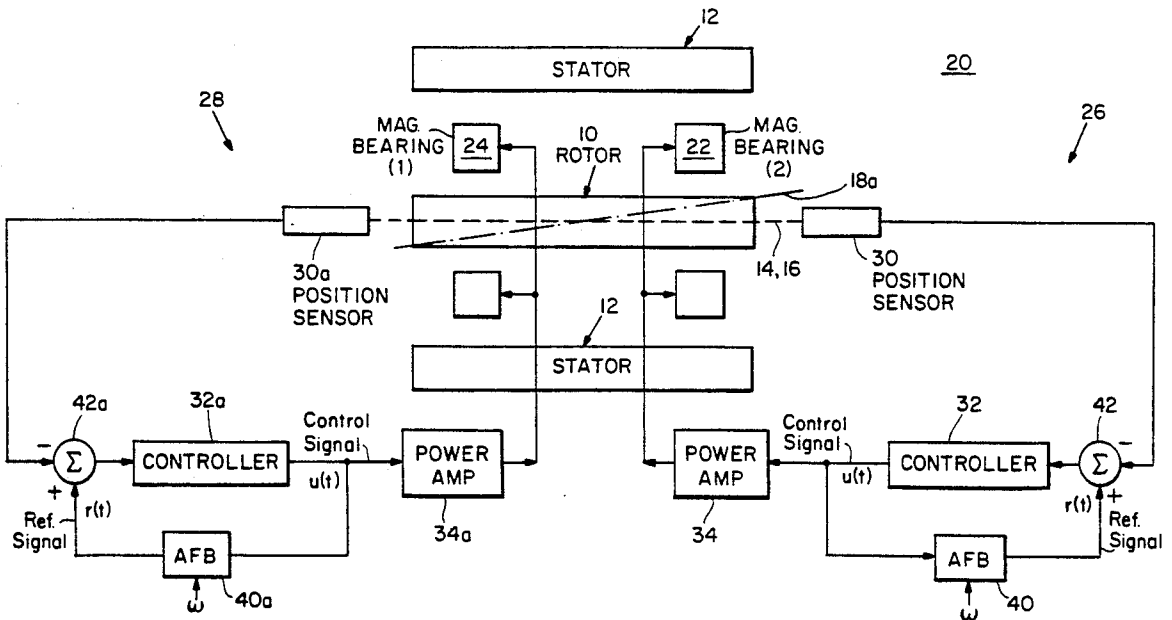 12
STATOR
20
28
MAG.
BEARING
(1)
24
10
ROTOR
22
MAG.
BEARING
(2)
26
18a
30a
POSITION
SENSOR
14, 16
30
POSITION
SENSOR
12
STATOR
42a
32a
−
Σ
+
CONTROLLER
Control
Signal
u(t)
POWER
AMP
34a
r(t)
Ref.
Signal
AFB
40a
ω
POWER
AMP
34
Control
Signal
u(t)
32
CONTROLLER
42
−
Σ
+
r(t)
Ref.
Signal
AFB
40
ω